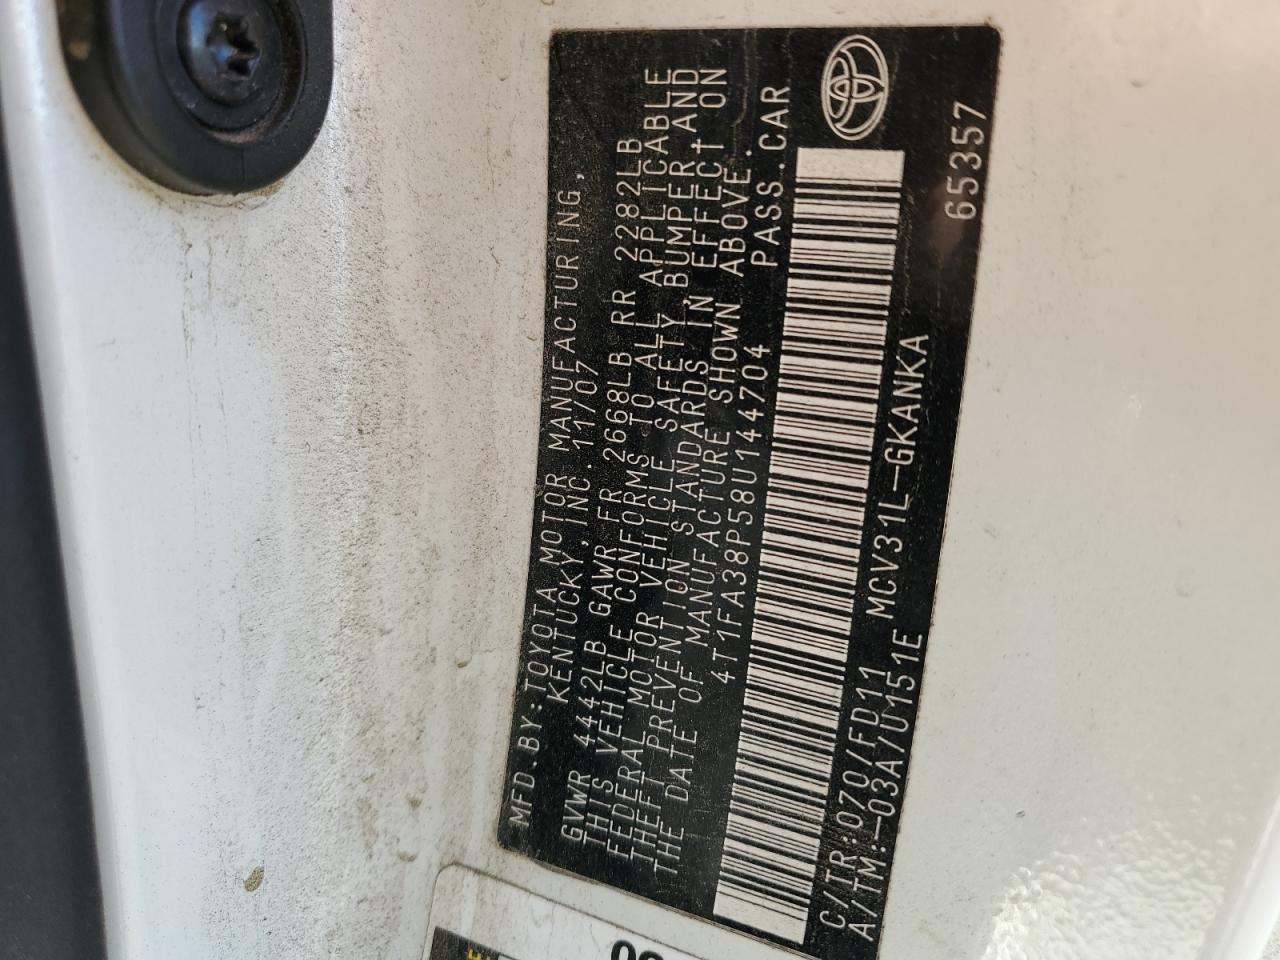 MFD.BY:TOYOTA MOTOR MANUFACTURING,
KENTUCKY,INC. 11/07
GVWR 4442LB GAWR FR 2668LB RR 2282LB
THIS VEHICLE CONFORMS TO ALL APPLICABLE
FEDERA MOTOR VEHICLE SAFETY,BUMPER,AND
THEFT PREVENTION STANDARDS IN EFFECT ON
THE DATE OF MANUFACTURE SHOWN ABOVE.
4T1FA38P58U144704 PASS.CAR
C/TR:070/FD11 MCV31L-GKANKA
A/TM:-03A/U151E
65357